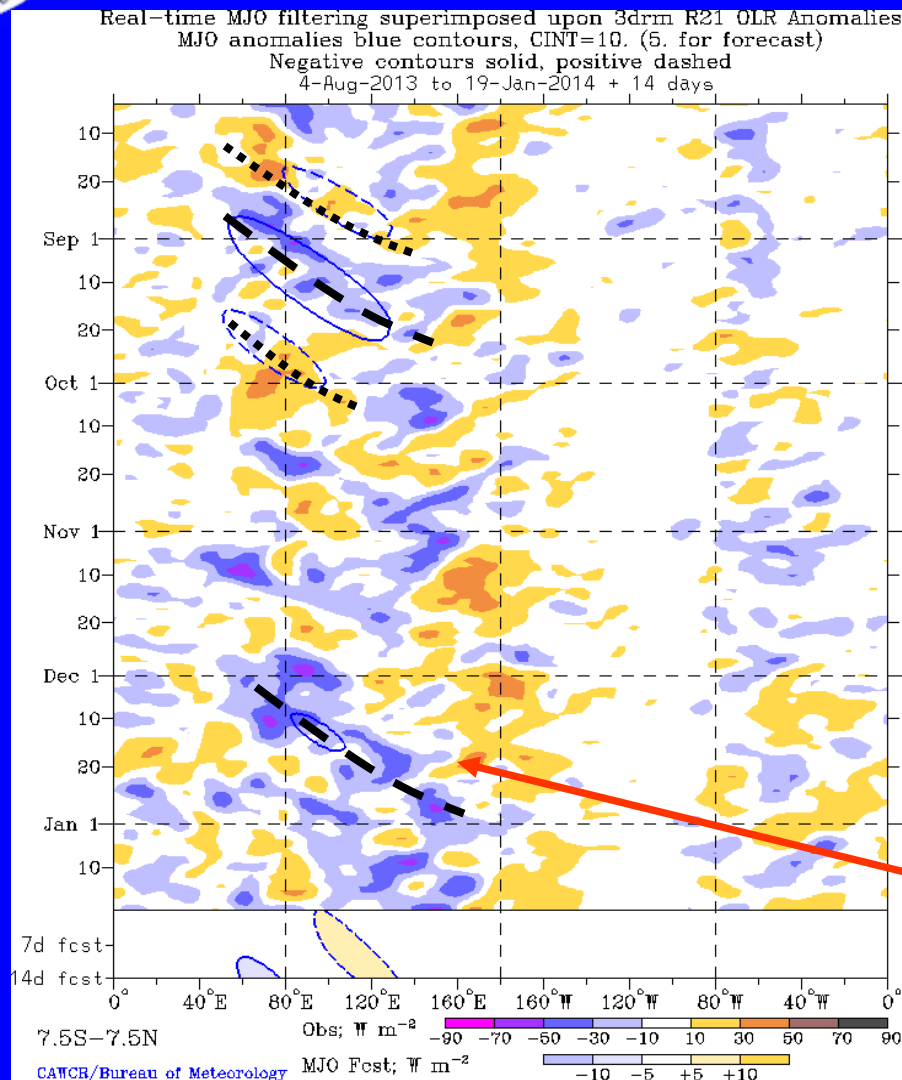 Real-time MJO filtering superimposed upon 3drm R21 OLR Anomalies
MJO anomalies blue contours, CINT=10. (5. for forecast)
Negative contours solid, positive dashed
4-Aug-2013 to 19-Jan-2014 + 14 days
10
20
Sep 1
10
20
Oct 1
10
20
Nov 1
10
20
Dec 1
10
20
Jan 1
10
7d fcst
14d fcst
0° 40°E 80°E 120°E 160°E 160°W 120°W 80°W 40°W 0°
7.5S-7.5N
Obs; W m⁻²
-90 -70 -50 -30 -10 10 30 50 70 90
CAWCR/Bureau of Meteorology
MJO Fcst; W m⁻²
-10 -5 +5 +10